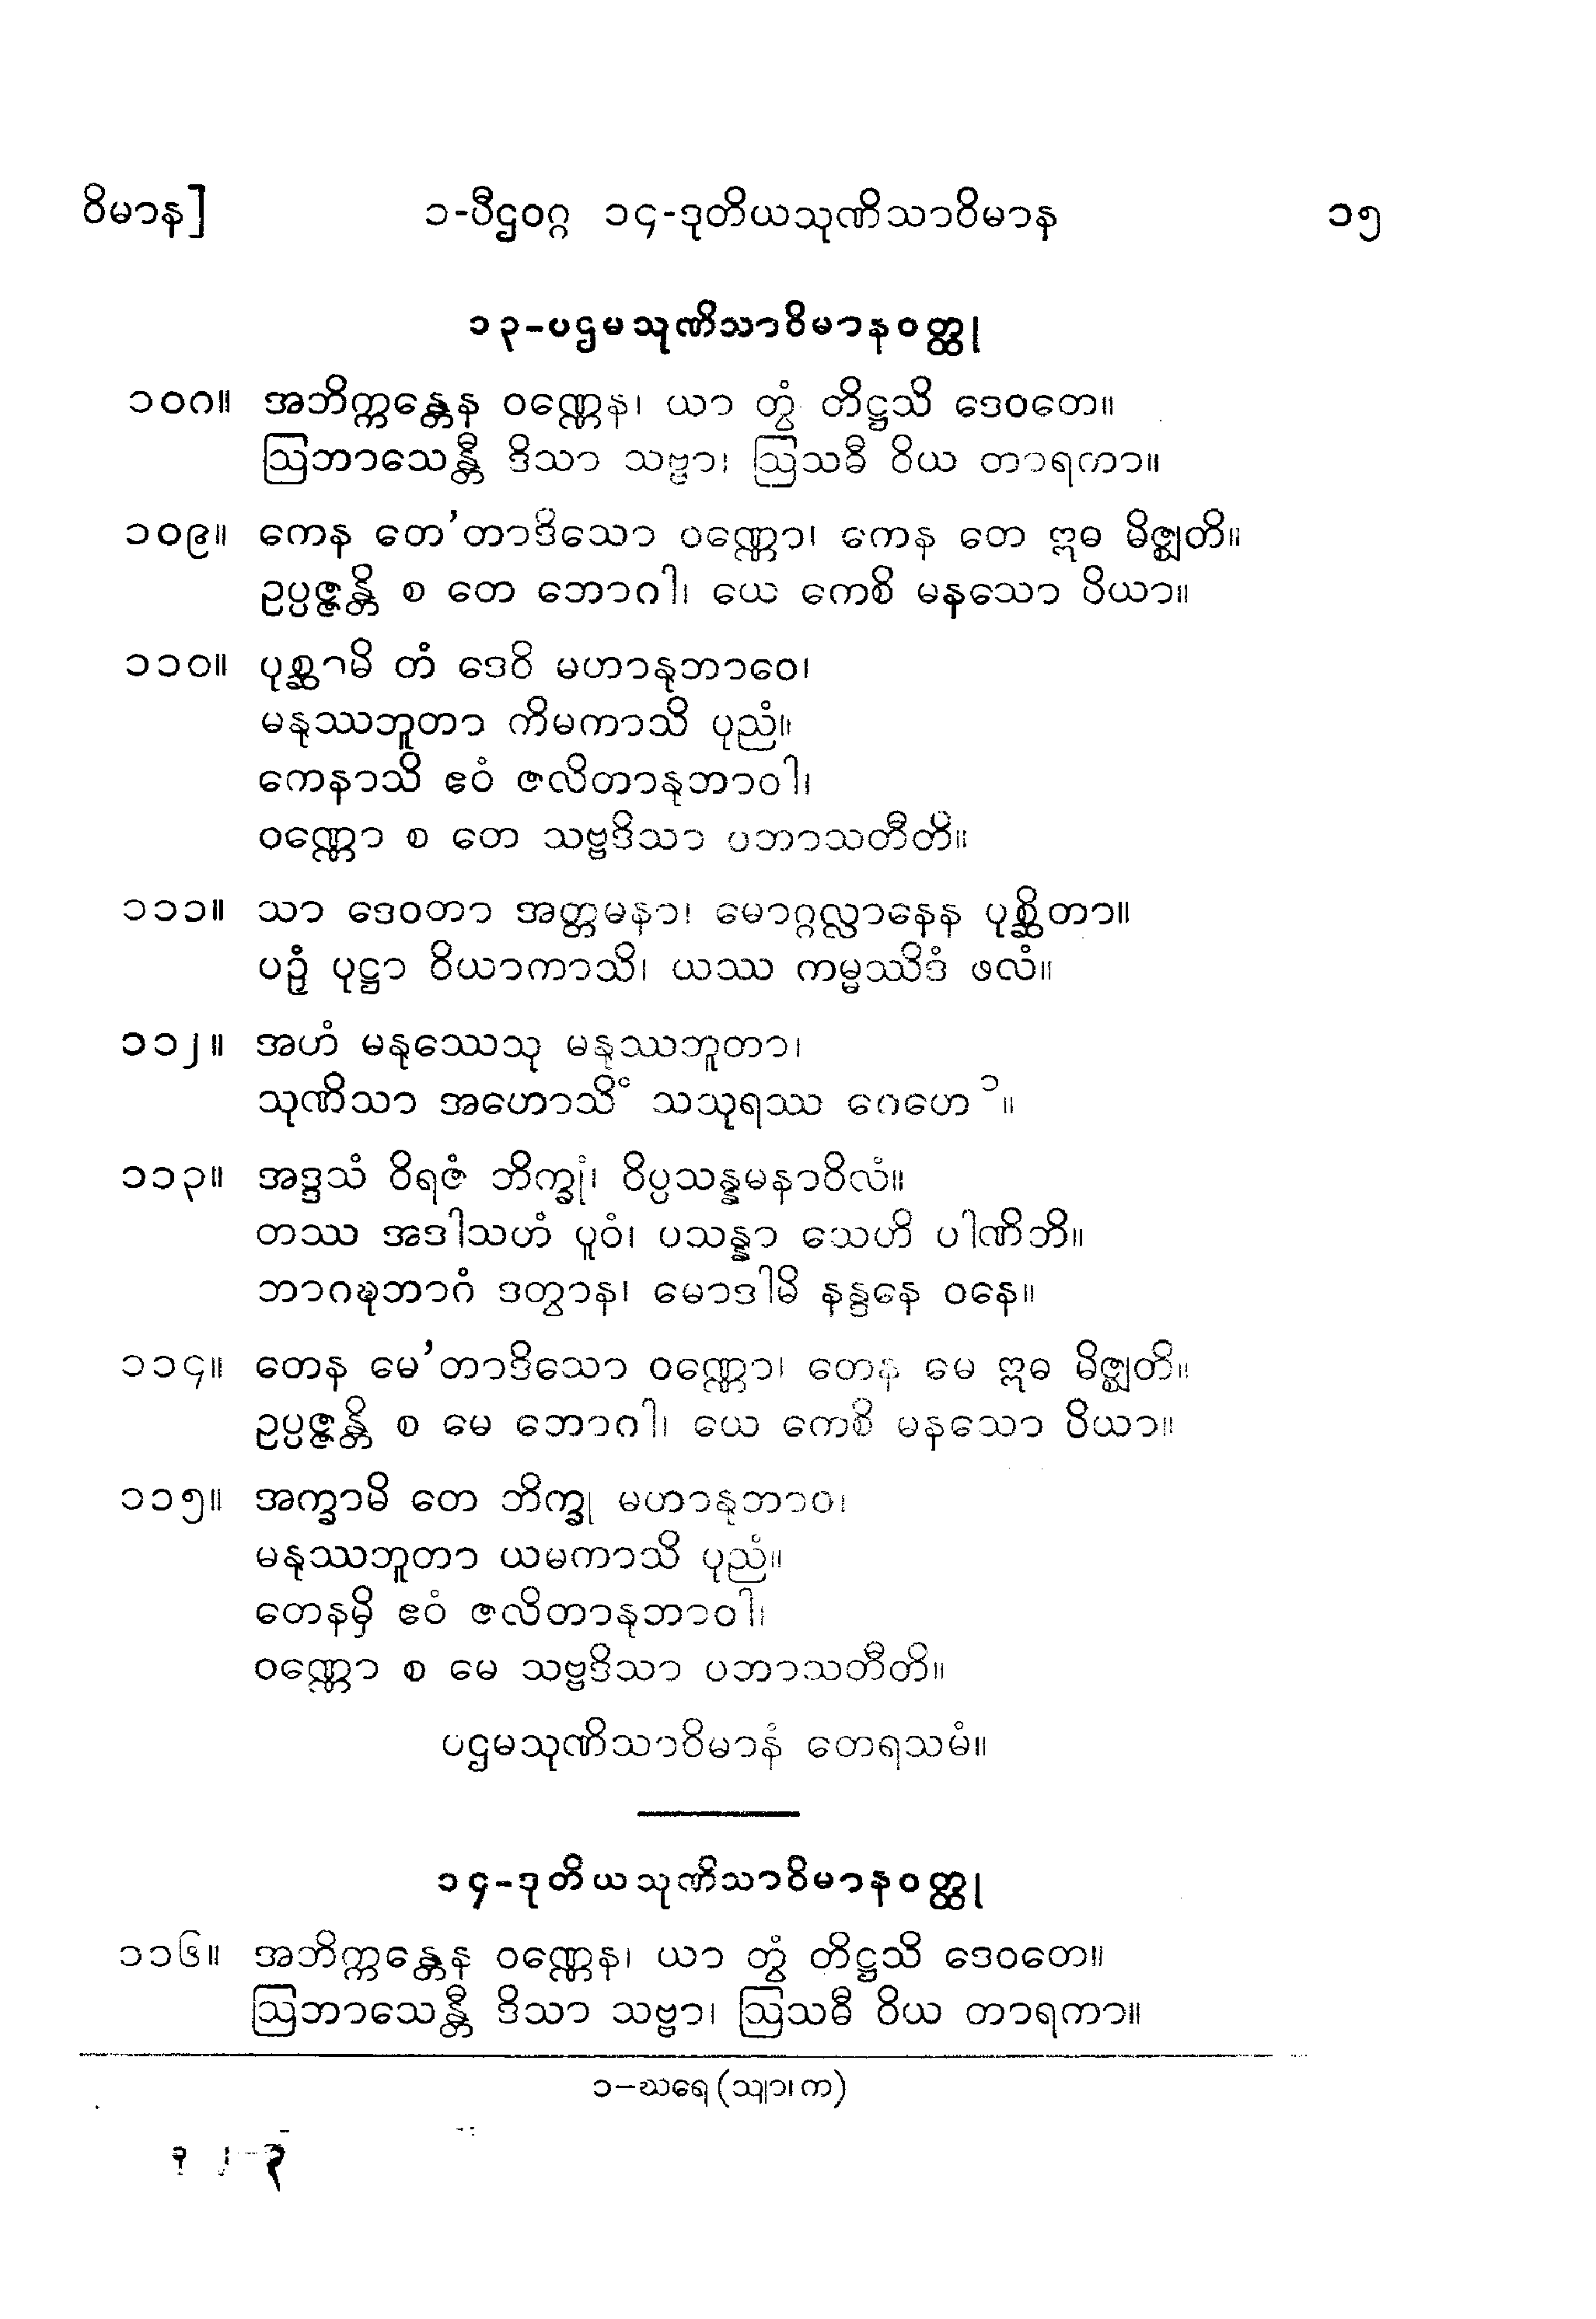 ဝိမာန] ၁-ပီဌဝဂ္ဂ ၁၄-ဒုတိယသုဏိသာဝိမာန ၁၅
၁၃-ပဌမသုဏိသာဝိမာနဝတ္ထု
၁၀ဂ။ အဘိက္ကန္တေန ဝဏ္ဏေန၊ ယာ တွံ တိဋ္ဌသိ ဒေဝတေ။
ဩဘာသေန္တီ ဒိသာ သဗ္ဗာ၊ ဩသဓီ ဝိယ တာရကာ။
၁၀၉။ ကေန တေ’တာဒိသော ဝဏ္ဏော၊ ကေန တေ ဣဓ မိဇ္ဈတိ။
ဥပ္ပဇ္ဇန္တိ စ တေ ဘောဂါ၊ ယေ ကေစိ မနသော ပိယာ။
၁၁၀။ ပုစ္ဆာမိ တံ ဒေဝိ မဟာနုဘာဝေ၊
မနုဿဘူတာ ကိမကာသိ ပုညံ။
ကေနာသိ ဧဝံ ဇလိတာနုဘာဝါ၊
ဝဏ္ဏော စ တေ သဗ္ဗဒိသာ ပဘာသတီတိ။
၁၁၁။ သာ ဒေဝတာ အတ္တမနာ၊ မောဂ္ဂလ္လာနေန ပုစ္ဆိတာ။
ပဉှံ ပုဋ္ဌာ ဝိယာကာသိ၊ ယဿ ကမ္မဿိဒံ ဖလံ။
၁၁၂။ အဟံ မနုဿေသု မနုဿဘူတာ၊
သုဏိသာ အဟောသိံ သသုရဿ ဂေဟေ ၁။
၁၁၃။ အဒ္ဒသံ ဝိရဇံ ဘိက္ခုံ၊ ဝိပ္ပသန္နမနာဝိလံ။
တဿ အဒါသဟံ ပူဝံ၊ ပသန္နာ သေဟိ ပါဏိဘိ။
ဘာဂဍ္ဎဘာဂံ ဒတွာန၊ မောဒါမိ နန္ဒနေ ဝနေ။
၁၁၄။ တေန မေ’တာဒိသော ဝဏ္ဏော၊ တေန မေ ဣဓ မိဇ္ဈတိ။
ဥပ္ပဇ္ဇန္တိ စ မေ ဘောဂါ၊ ယေ ကေစိ မနသော ပိယာ။
၁၁၅။ အက္ခာမိ တေ ဘိက္ခု မဟာနုဘာဝ၊
မနုဿဘူတာ ယမကာသိ ပုညံ။
တေနမှိ ဧဝံ ဇလိတာနုဘာဝါ၊
ဝဏ္ဏော စ မေ သဗ္ဗဒိသာ ပဘာသတီတိ။
ပဌမသုဏိသာဝိမာနံ တေရသမံ။
၁၄-ဒုတိယသုဏိသာဝိမာနဝတ္ထု
၁၁၆။ အဘိက္ကန္တေန ဝဏ္ဏေန၊ ယာ တွံ တိဋ္ဌသိ ဒေဝတေ။
ဩဘာသေန္တီ ဒိသာ သဗ္ဗာ၊ ဩသဓီ ဝိယ တာရကာ။
၁-ဃရေ (သျာ၊ က)